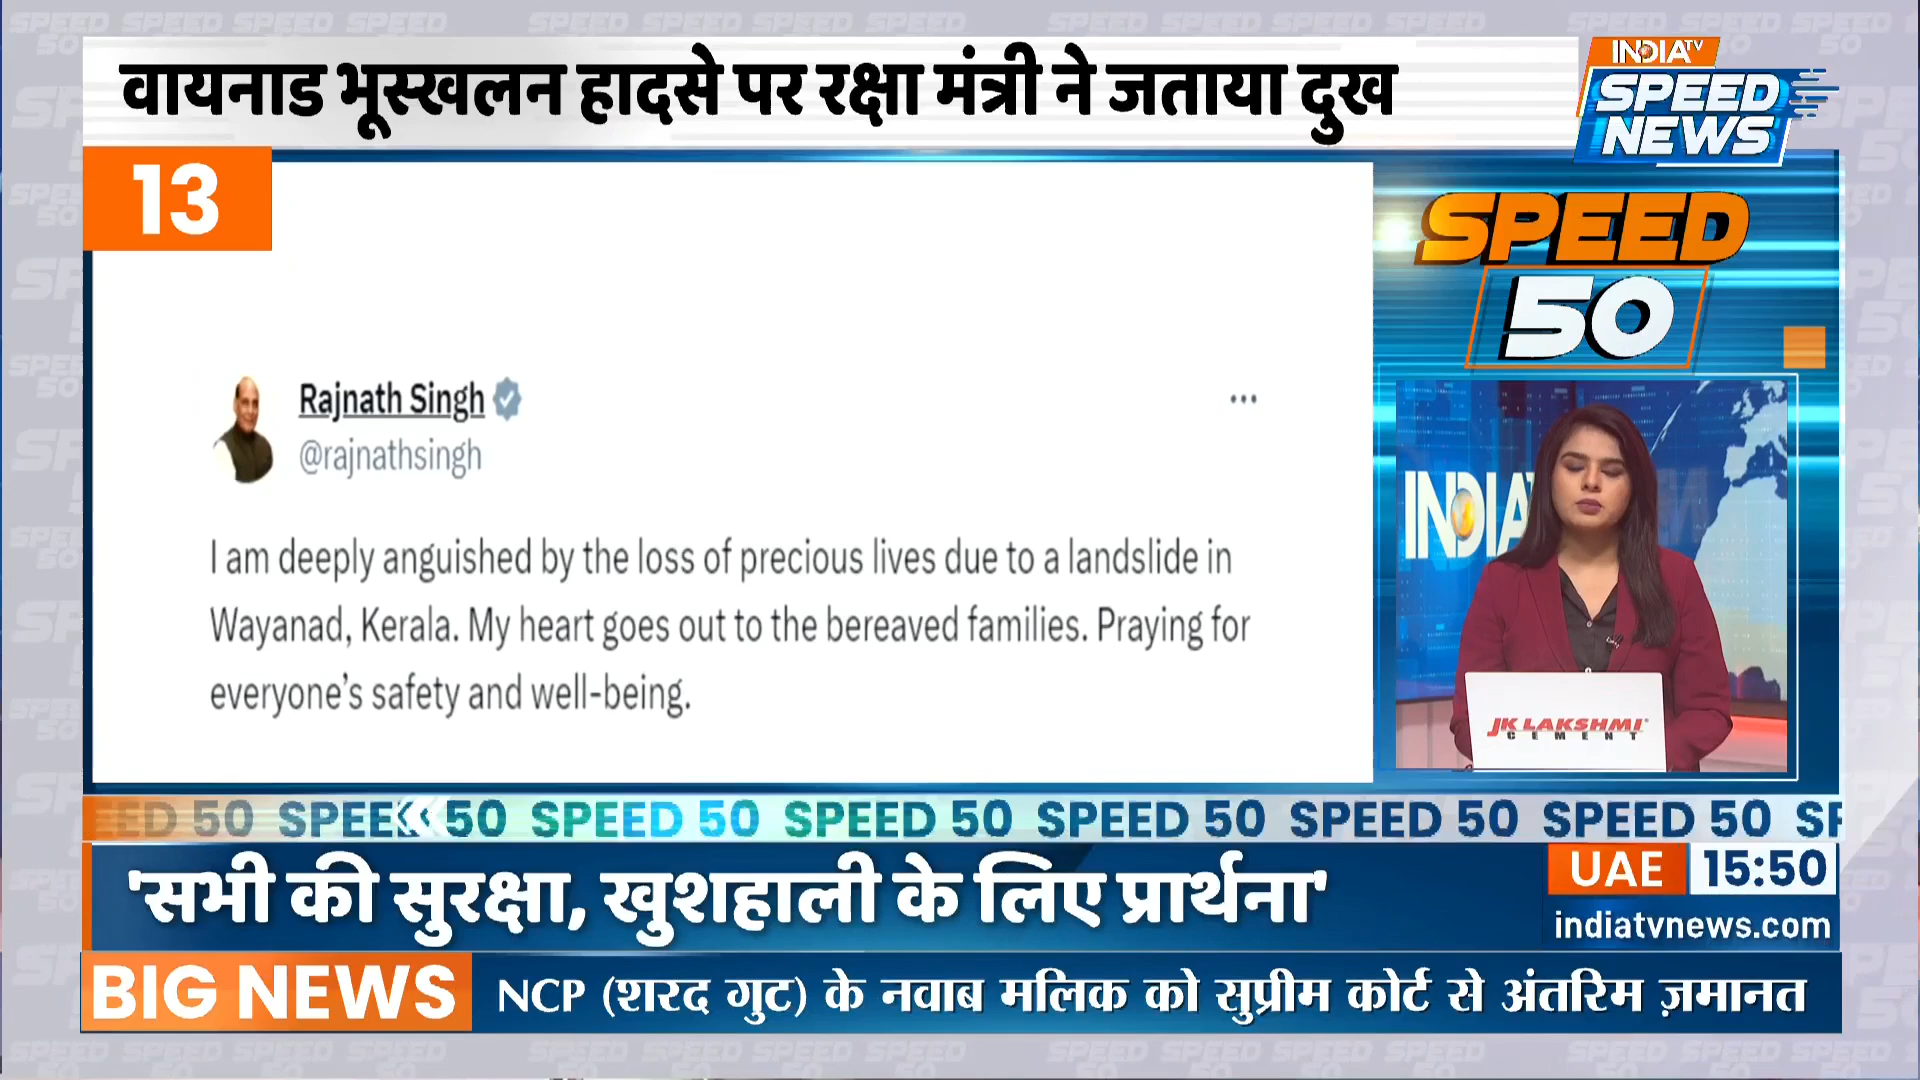 वायनाड भूस्खलन हादसे पर रक्षा मंत्री ने जताया दुख
INDIA TV
SPEED
NEWS
13
SPEED
50
Rajnath Singh
@rajnathsingh
I am deeply anguished by the loss of precious lives due to a landslide in
Wayanad, Kerala. My heart goes out to the bereaved families. Praying for
everyone's safety and well-being.
INDIA
JK LAKSHMI
CEMENT
SPEED 50 SPEED 50 SPEED 50 SPEED 50 SPEED 50 SPEED 50
'सभी की सुरक्षा, खुशहाली के लिए प्रार्थना'
UAE 15:50
indiatvnews.com
BIG NEWS
NCP (शरद गुट) के नवाब मलिक को सुप्रीम कोर्ट से अंतरिम ज़मानत